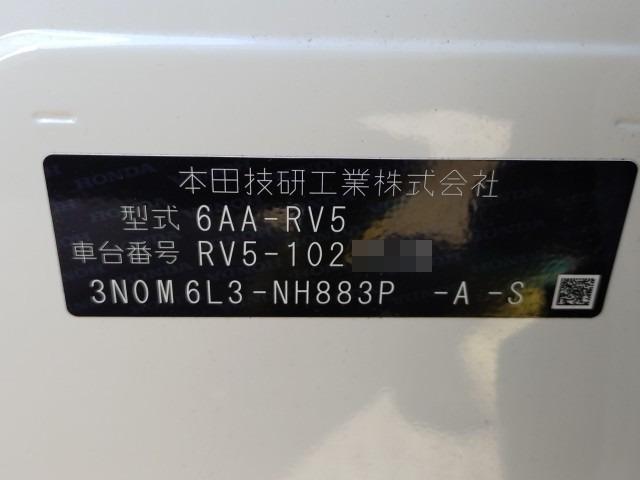 本田技研工業株式会社
型式 6AA-RV5
車台番号 RV5-102
3N0M6L3-NH883P -A-S